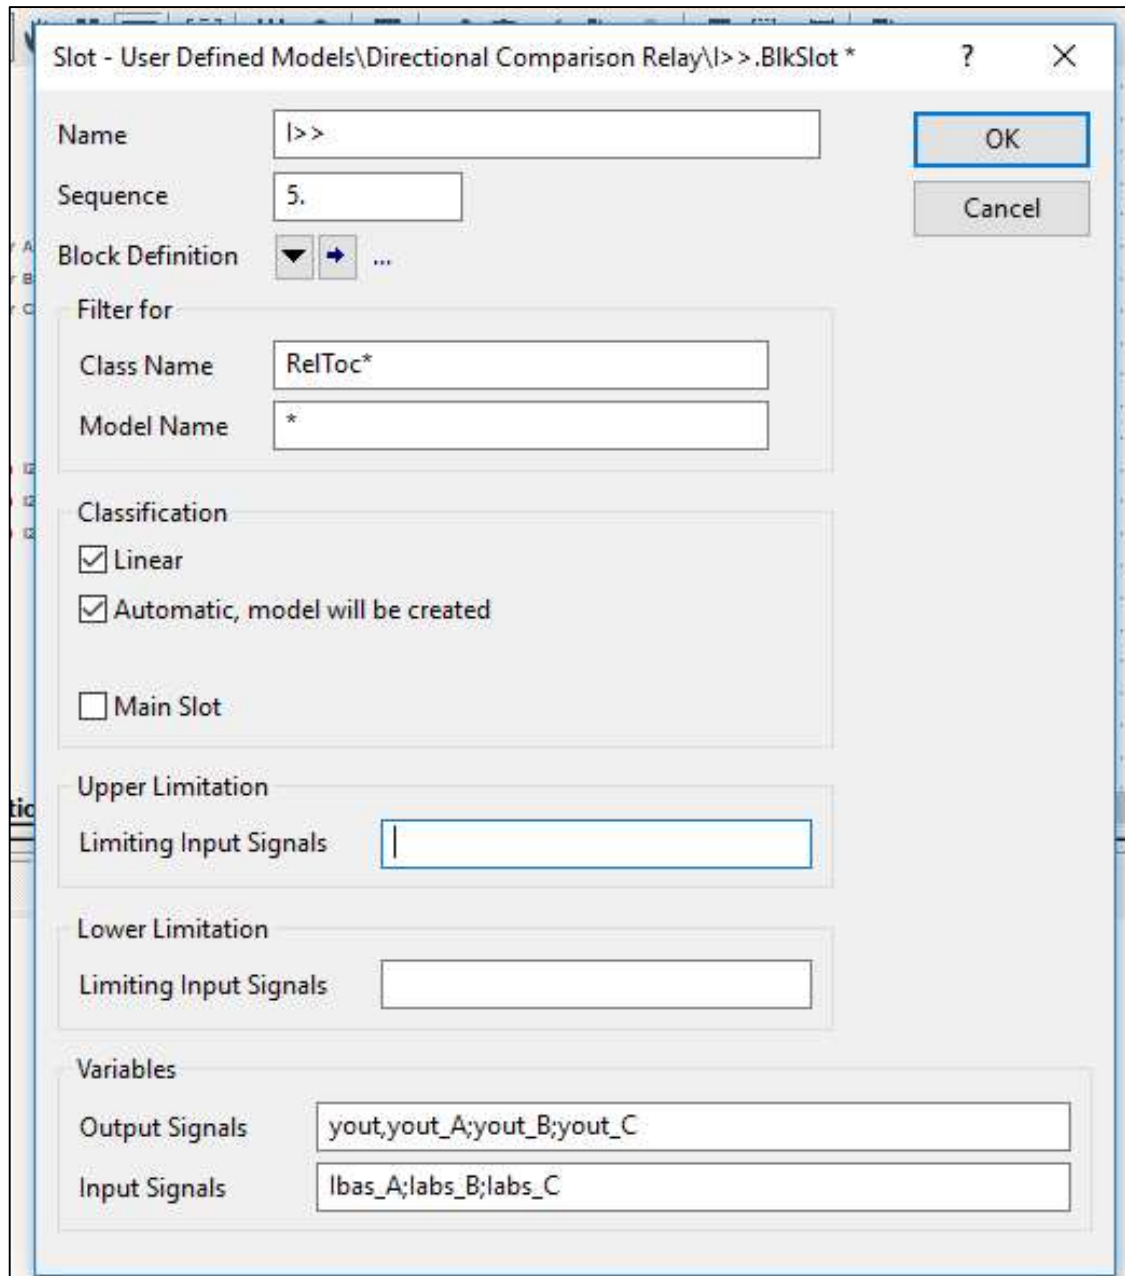 Slot - User Defined Models\Directional Comparison Relay\I>>.BlkSlot * ?
Name I>> OK
Sequence 5. Cancel
Block Definition ...
Filter for
Class Name RelToc*
Model Name *
Classification
Linear
Automatic, model will be created
Main Slot
Upper Limitation
Limiting Input Signals
Lower Limitation
Limiting Input Signals
Variables
Output Signals yout,yout_A;yout_B;yout_C
Input Signals Ibas_A;Iabs_B;Iabs_C